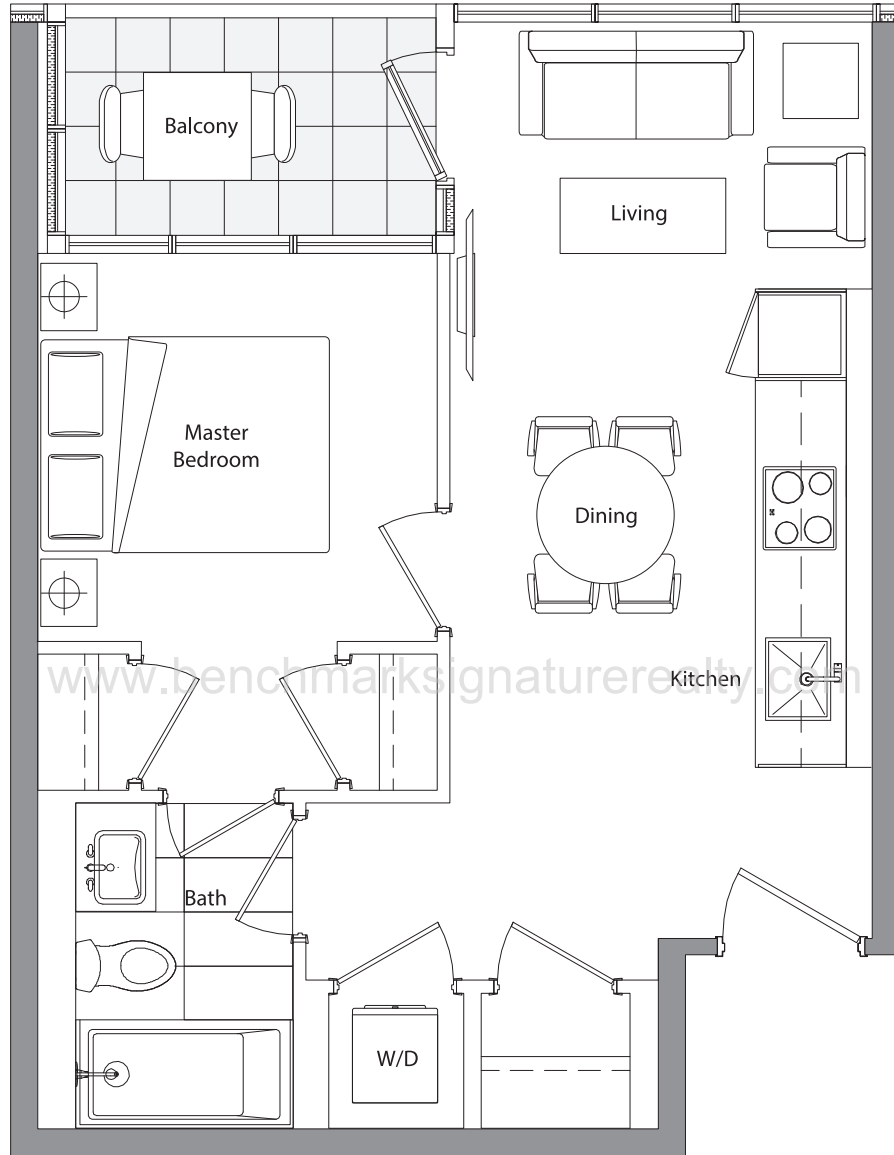 Balcony
Living
Master
Bedroom
Dining
www.benchmarksignaturerealty.com
Kitchen
Bath
W/D